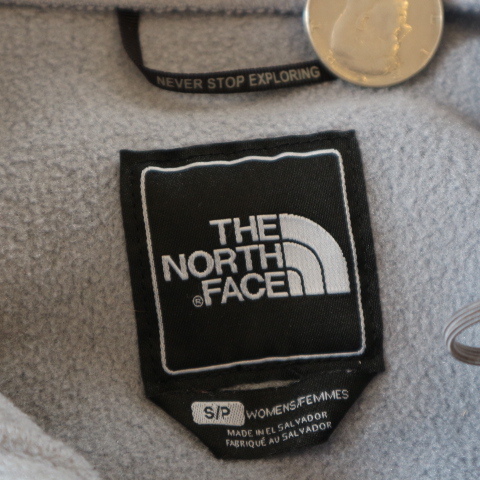 NEVER STOP EXPLORING
THE
NORTH
FACE
®
S/P WOMENS/FEMMES
MADE IN EL SALVADOR
FABRIQUÉ AU SALVADOR